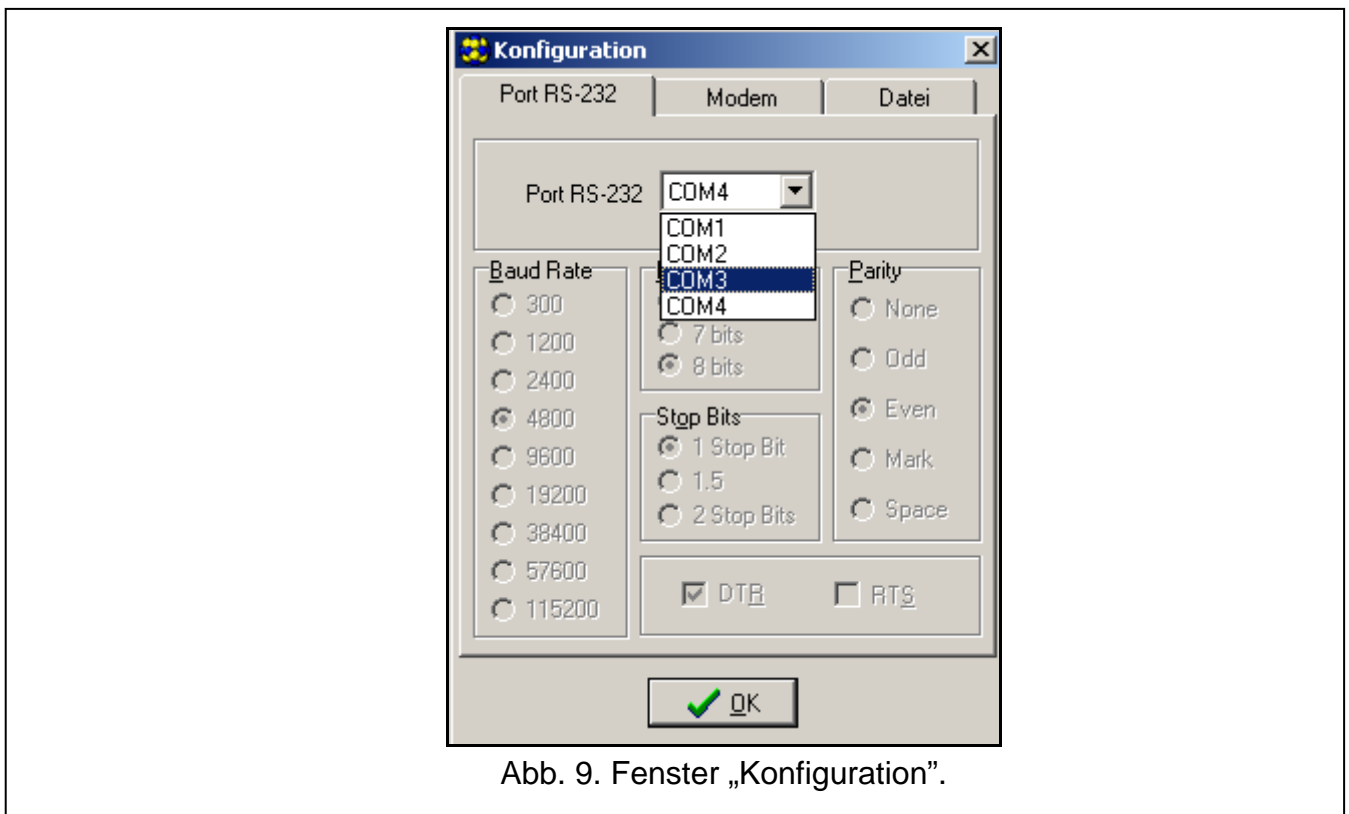 Konfiguration
Port RS-232 Modem Datei
Port RS-232 COM4
COM1
COM2
COM3
COM4
Baud Rate
300
1200
2400
4800
9600
19200
38400
57600
115200
7 bits
8 bits
Stop Bits
1 Stop Bit
1.5
2 Stop Bits
Parity
None
Odd
Even
Mark
Space
DTR RTS
OK
Abb. 9. Fenster „Konfiguration”.